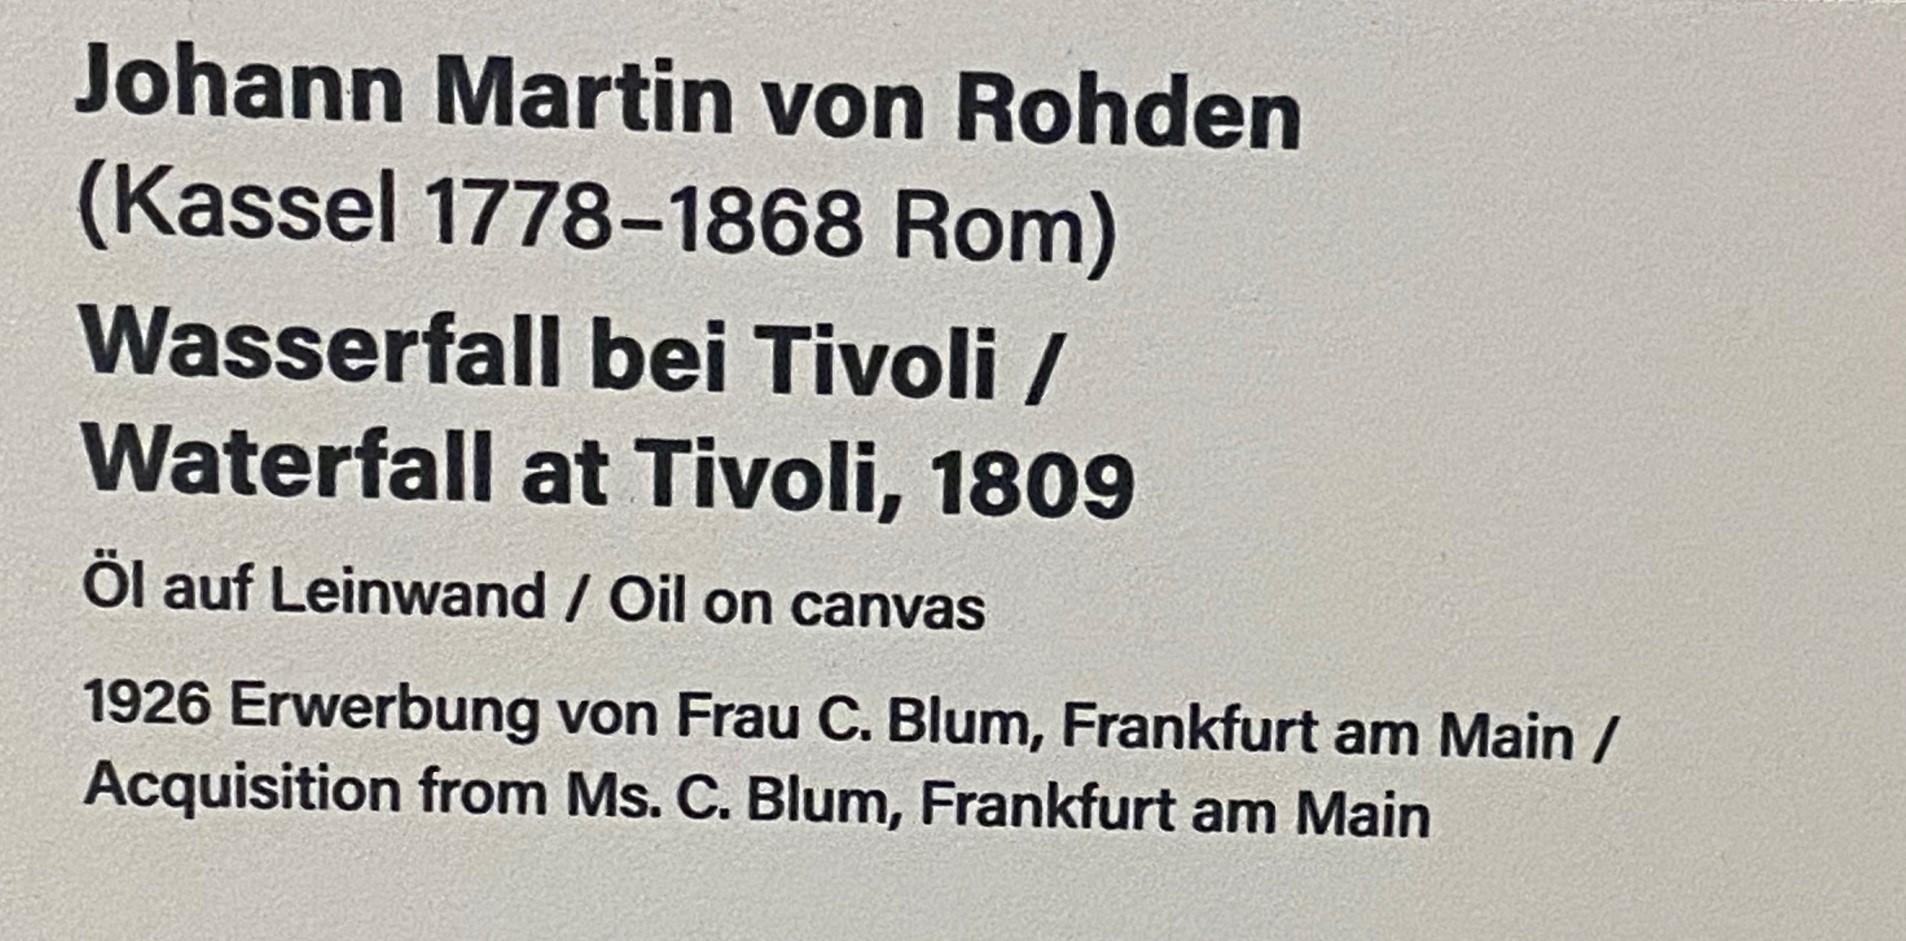 Johann Martin von Rohden
(Kassel 1778–1868 Rom)
Wasserfall bei Tivoli /
Waterfall at Tivoli, 1809
Öl auf Leinwand / Oil on canvas
1926 Erwerbung von Frau C. Blum, Frankfurt am Main /
Acquisition from Ms. C. Blum, Frankfurt am Main